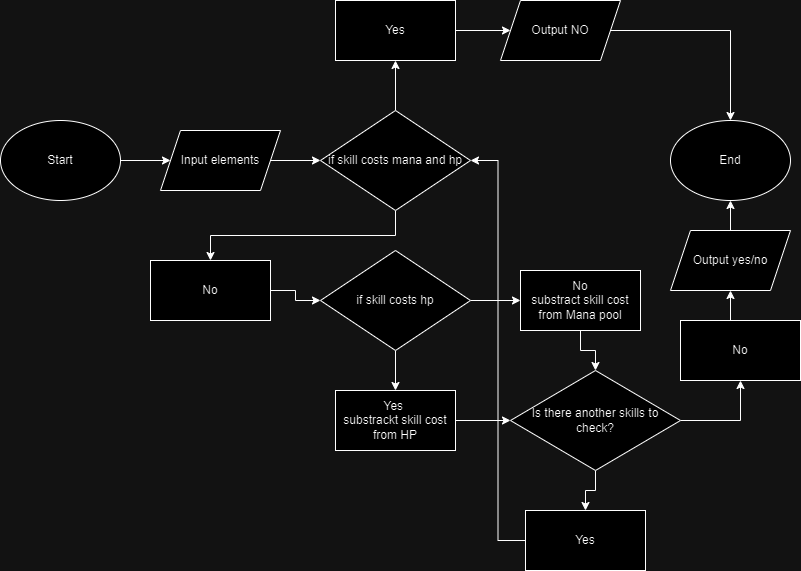 Yes
Output NO
Start
Input elements
if skill costs mana and hp
End
No
if skill costs hp
No
substract skill cost
from Mana pool
Output yes/no
No
Yes
substrackt skill cost
from HP
Is there another skills to
check?
Yes